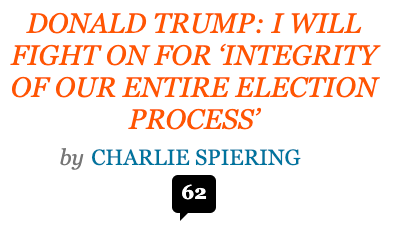 DONALD TRUMP: I WILL
FIGHT ON FOR ‘INTEGRITY
OF OUR ENTIRE ELECTION
PROCESS’
by CHARLIE SPIERING
62